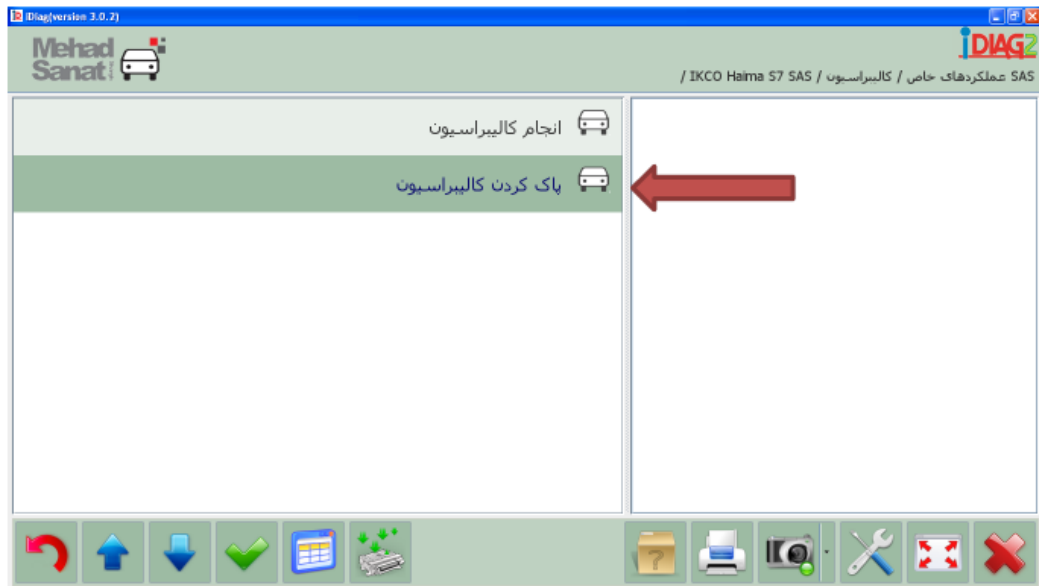 iDiag(version 3.0.2)
Mehad
Sanat
iDIAG2
SAS عملکردهای خاص / کالیبراسیون / IKCO Haima S7 SAS /
انجام کالیبراسیون
پاک کردن کالیبراسیون